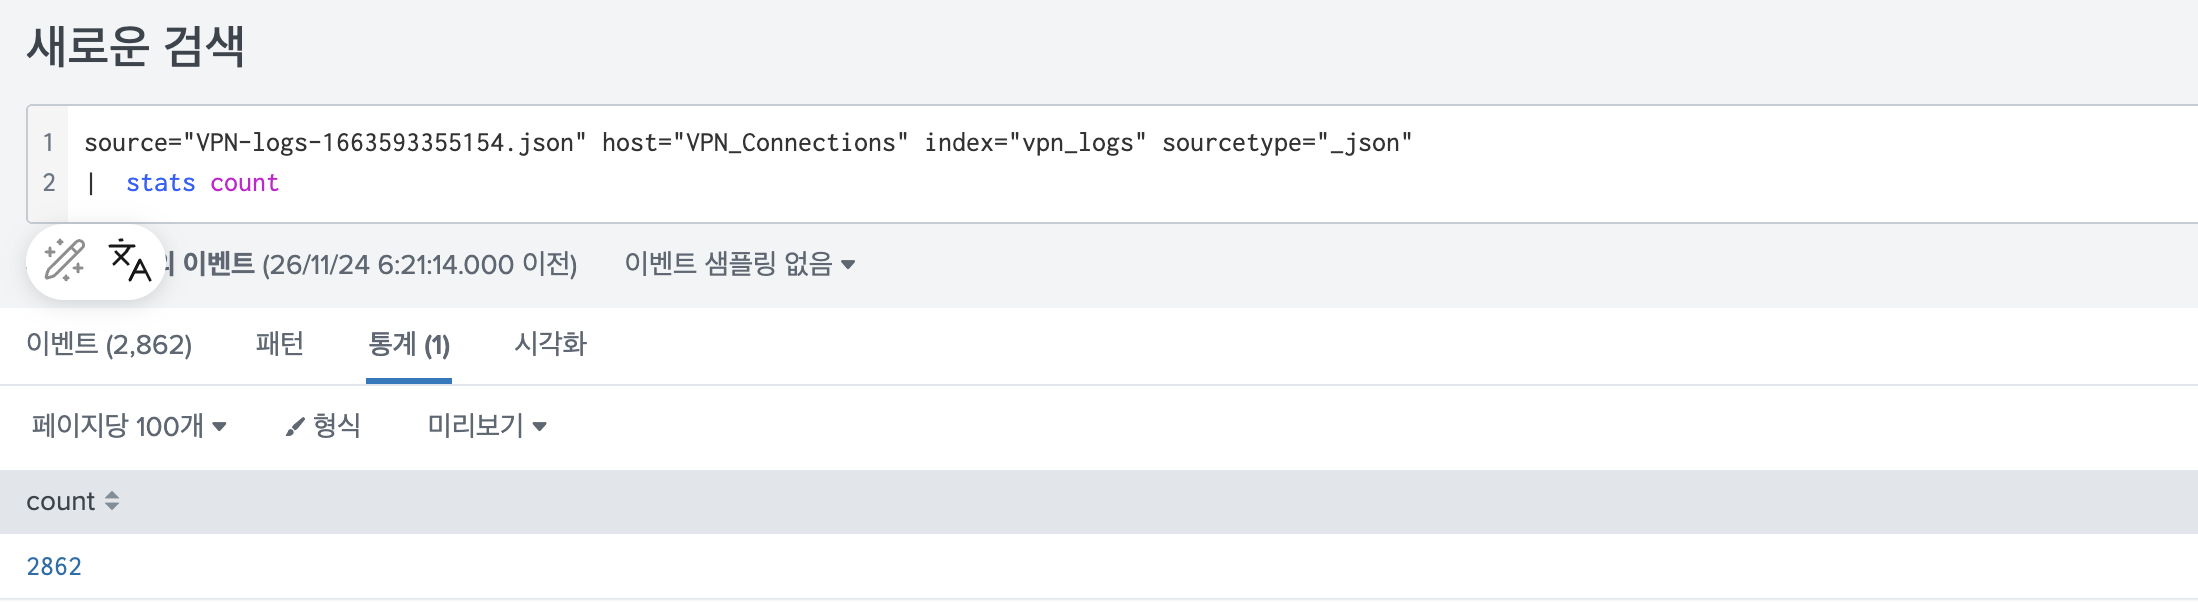 새로운 검색
1 source="VPN-logs-1663593355154.json" host="VPN_Connections" index="vpn_logs" sourcetype="_json"
2 | stats count
이벤트 (26/11/24 6:21:14.000 이전) 이벤트 샘플링 없음
이벤트 (2,862) 패턴 통계 (1) 시각화
페이지당 100개 형식 미리보기
count
2862